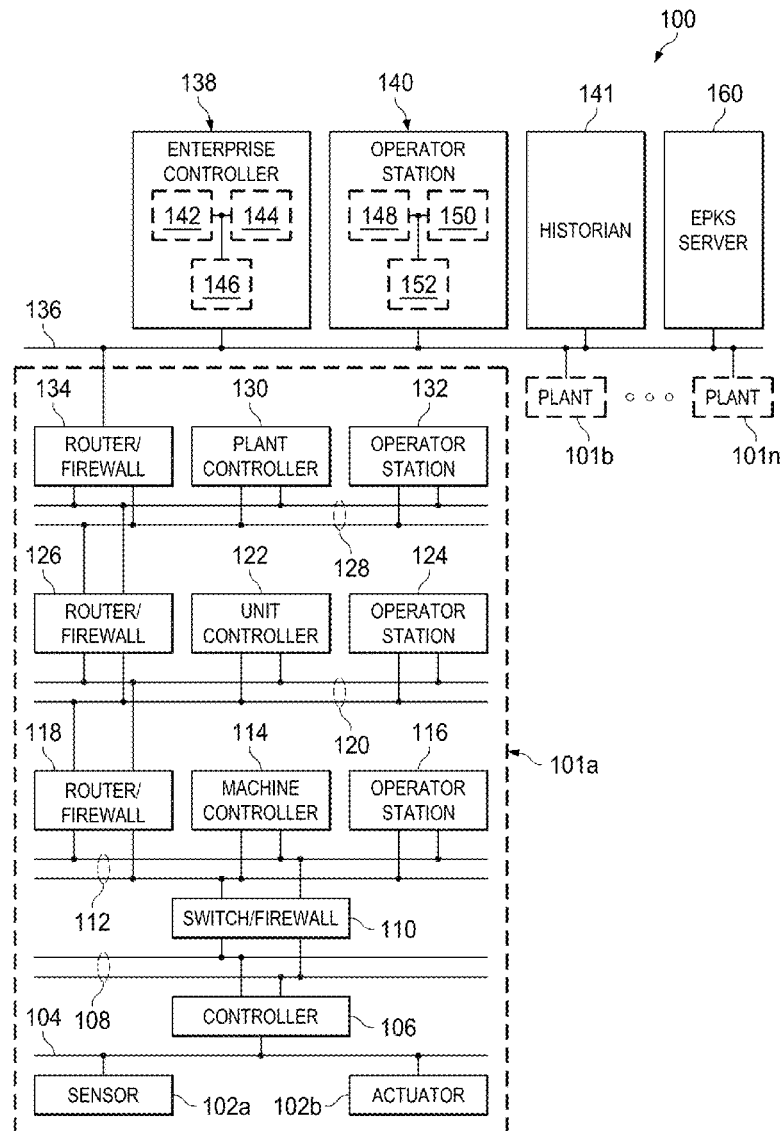 100
138
140
141
160
ENTERPRISE
CONTROLLER
142
144
146
OPERATOR
STATION
148
150
152
HISTORIAN
EPKS
SERVER
136
134
130
132
ROUTER/
FIREWALL
PLANT
CONTROLLER
OPERATOR
STATION
PLANT
PLANT
101b
101n
128
126
122
124
ROUTER/
FIREWALL
UNIT
CONTROLLER
OPERATOR
STATION
120
118
114
116
101a
ROUTER/
FIREWALL
MACHINE
CONTROLLER
OPERATOR
STATION
112
SWITCH/FIREWALL
110
108
CONTROLLER
106
104
SENSOR
102a
102b
ACTUATOR